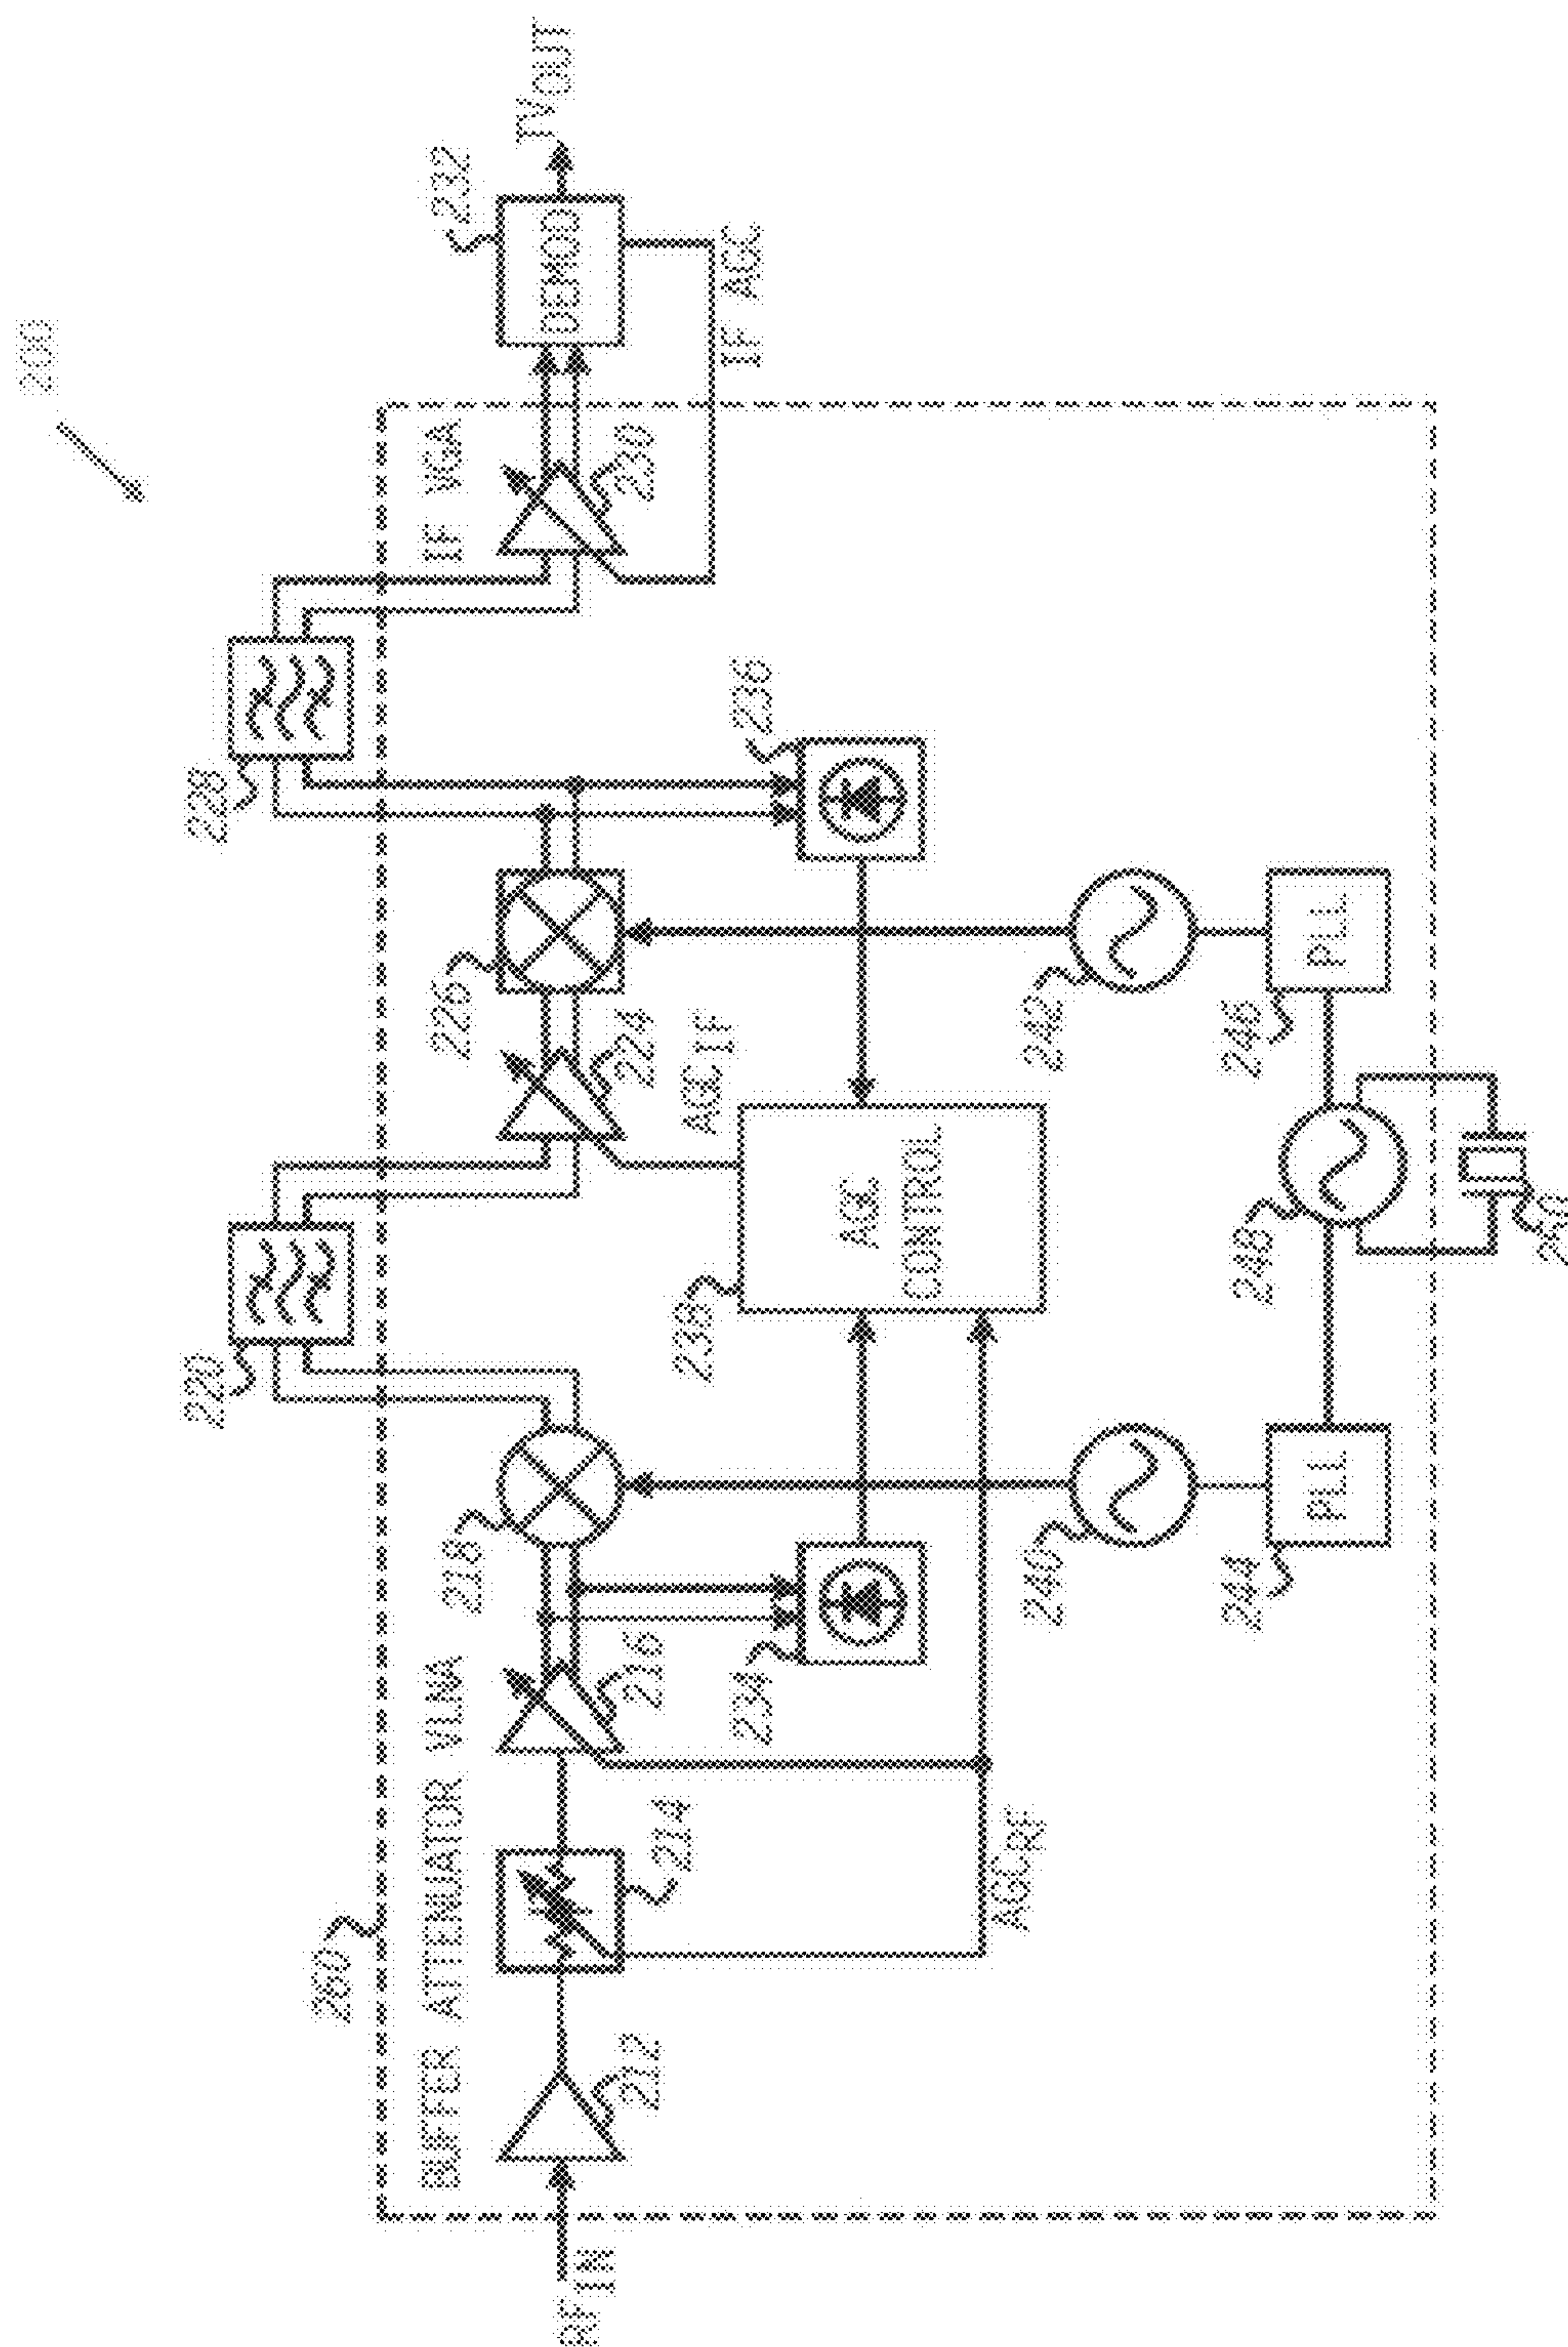 200
260
220
228
BUFFER ATTENUATOR VLNA
IF VGA
218
226
232
RF IN
TV OUT
DEMOD
212
214
216
224
230
AGC IF
IF AGC
234
238
236
AGC
CONTROL
AGC RF
240
242
244
246
248
PLL
PLL